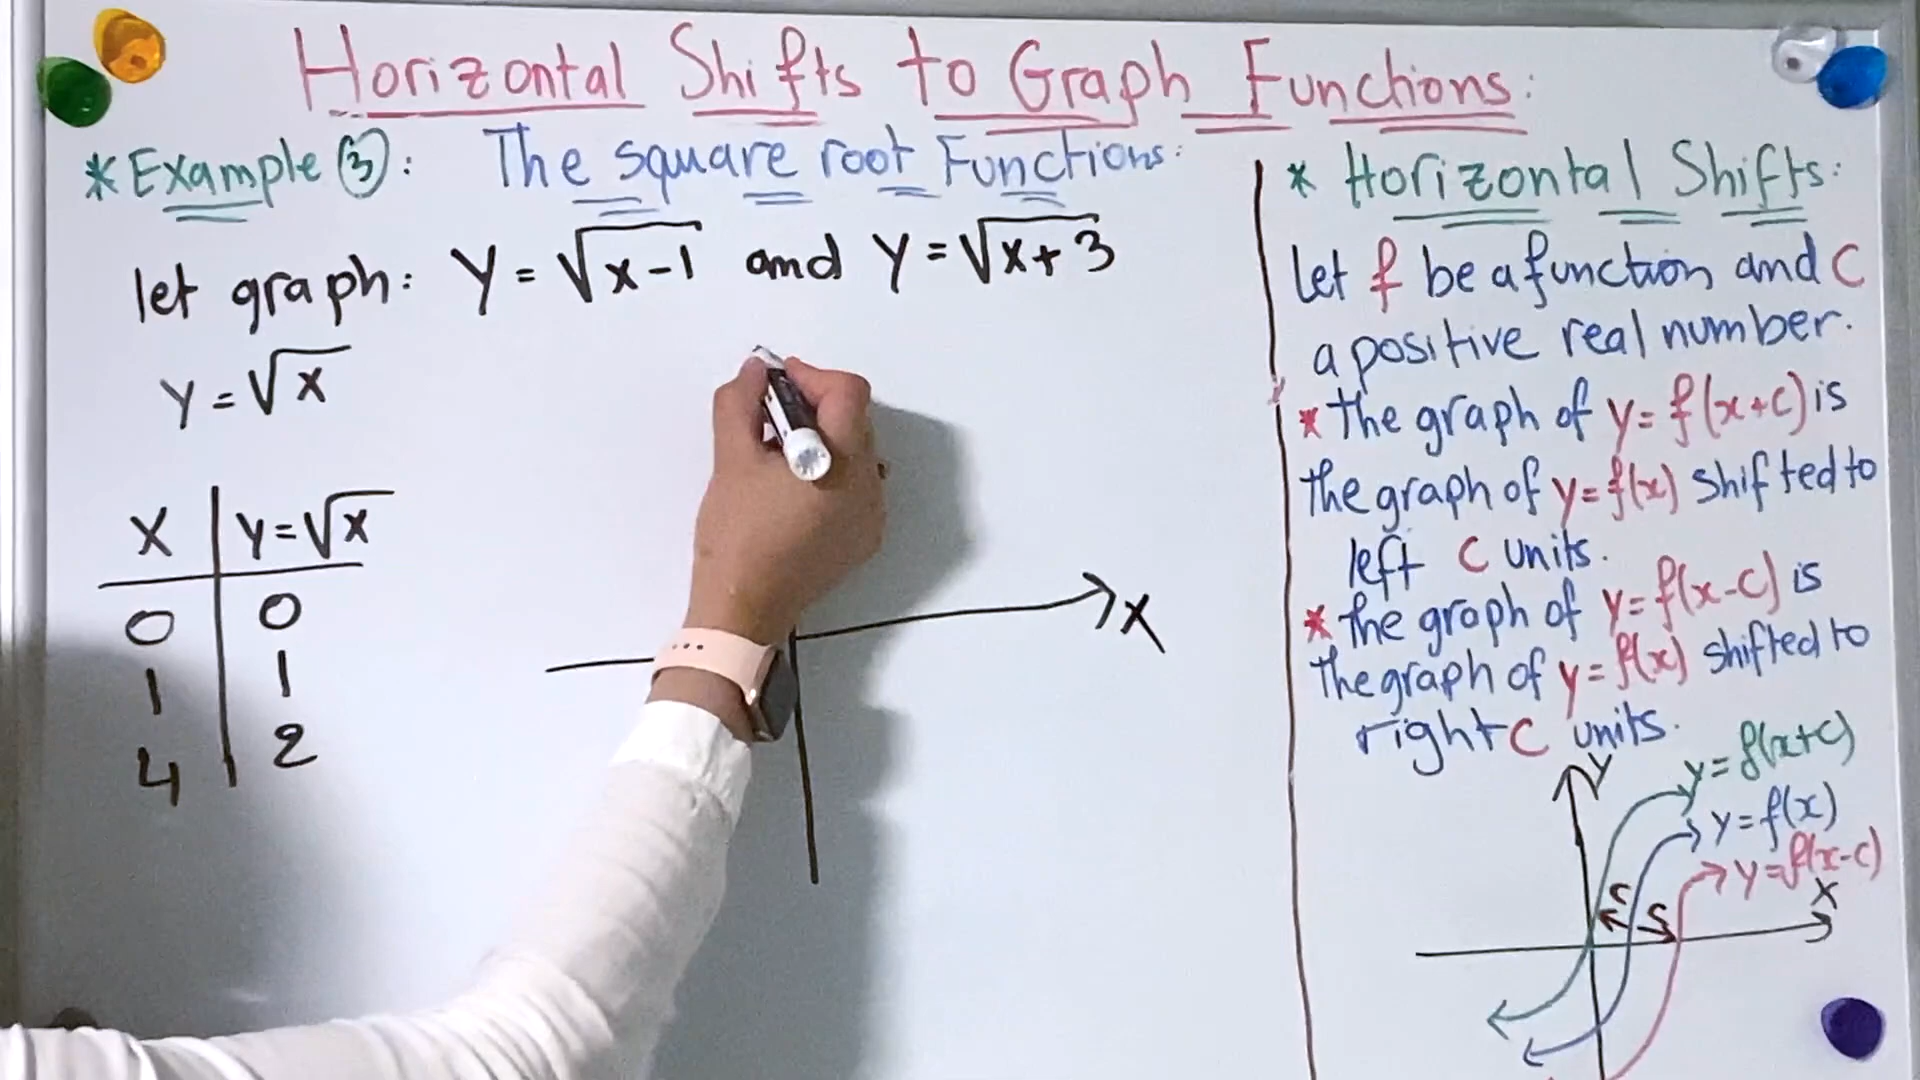 Horizontal Shifts to Graph Functions:
* Example ③: The square root Functions:
let graph: y = √x-1 and y = √x+3
y = √x
X | y = √x
0 | 0
1 | 1
4 | 2
X
* Horizontal Shifts:
Let f be a function and C
a positive real number.
* the graph of y = f(x+c) is
the graph of y = f(x) shifted to
left C units.
* the graph of y = f(x-c) is
the graph of y = f(x) shifted to
right C units.
y
y = f(x+c)
y = f(x)
y = f(x-c)
X
c
c